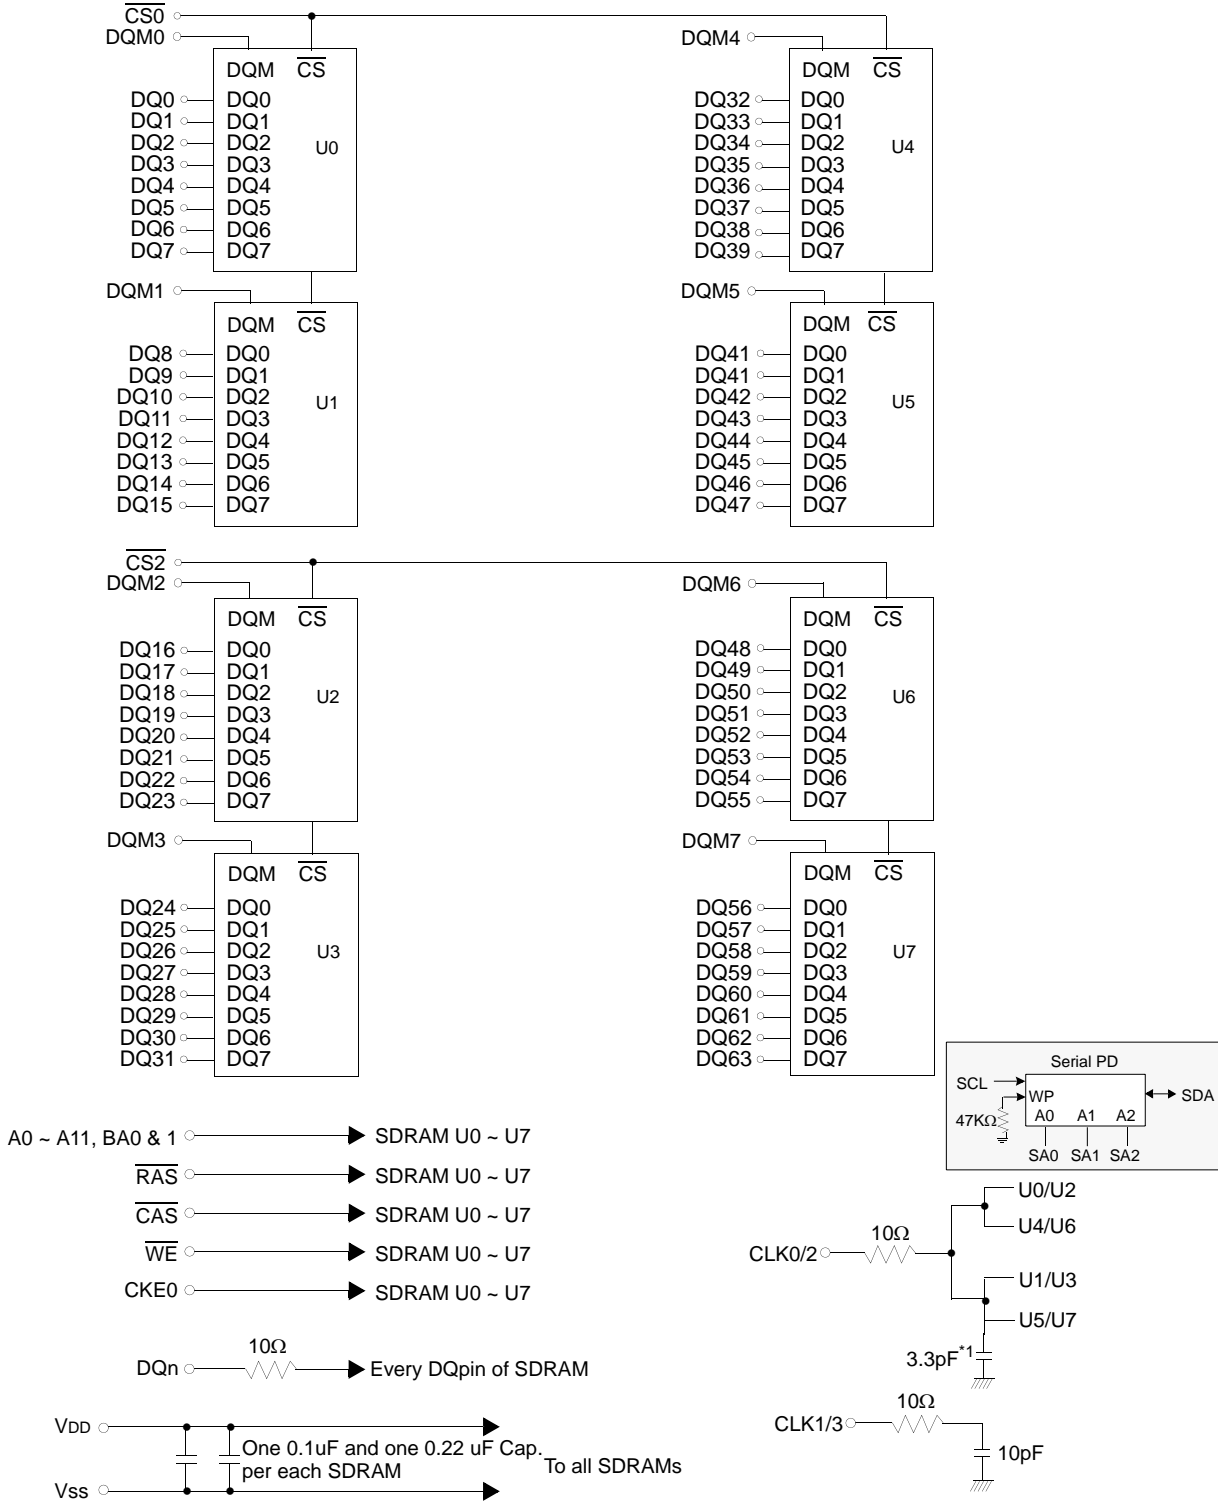 CS0
DQM0
DQM CS
DQ0 DQ0
DQ1 DQ1
DQ2 DQ2
DQ3 DQ3
DQ4 DQ4
DQ5 DQ5
DQ6 DQ6
DQ7 DQ7
U0
DQM4
DQM CS
DQ32 DQ0
DQ33 DQ1
DQ34 DQ2
DQ35 DQ3
DQ36 DQ4
DQ37 DQ5
DQ38 DQ6
DQ39 DQ7
U4
DQM1
DQM CS
DQ8 DQ0
DQ9 DQ1
DQ10 DQ2
DQ11 DQ3
DQ12 DQ4
DQ13 DQ5
DQ14 DQ6
DQ15 DQ7
U1
DQM5
DQM CS
DQ41 DQ0
DQ41 DQ1
DQ42 DQ2
DQ43 DQ3
DQ44 DQ4
DQ45 DQ5
DQ46 DQ6
DQ47 DQ7
U5
CS2
DQM2
DQM CS
DQ16 DQ0
DQ17 DQ1
DQ18 DQ2
DQ19 DQ3
DQ20 DQ4
DQ21 DQ5
DQ22 DQ6
DQ23 DQ7
U2
DQM6
DQM CS
DQ48 DQ0
DQ49 DQ1
DQ50 DQ2
DQ51 DQ3
DQ52 DQ4
DQ53 DQ5
DQ54 DQ6
DQ55 DQ7
U6
DQM3
DQM CS
DQ24 DQ0
DQ25 DQ1
DQ26 DQ2
DQ27 DQ3
DQ28 DQ4
DQ29 DQ5
DQ30 DQ6
DQ31 DQ7
U3
DQM7
DQM CS
DQ56 DQ0
DQ57 DQ1
DQ58 DQ2
DQ59 DQ3
DQ60 DQ4
DQ61 DQ5
DQ62 DQ6
DQ63 DQ7
U7
Serial PD
SCL
WP
SDA
47KΩ
A0 A1 A2
SA0 SA1 SA2
A0 ~ A11, BA0 & 1 SDRAM U0 ~ U7
RAS SDRAM U0 ~ U7
CAS SDRAM U0 ~ U7
WE SDRAM U0 ~ U7
CKE0 SDRAM U0 ~ U7
10Ω
DQn Every DQpin of SDRAM
VDD
One 0.1uF and one 0.22 uF Cap.
per each SDRAM
To all SDRAMs
Vss
U0/U2
U4/U6
10Ω
CLK0/2
U1/U3
U5/U7
3.3pF*1
10Ω
CLK1/3
10pF